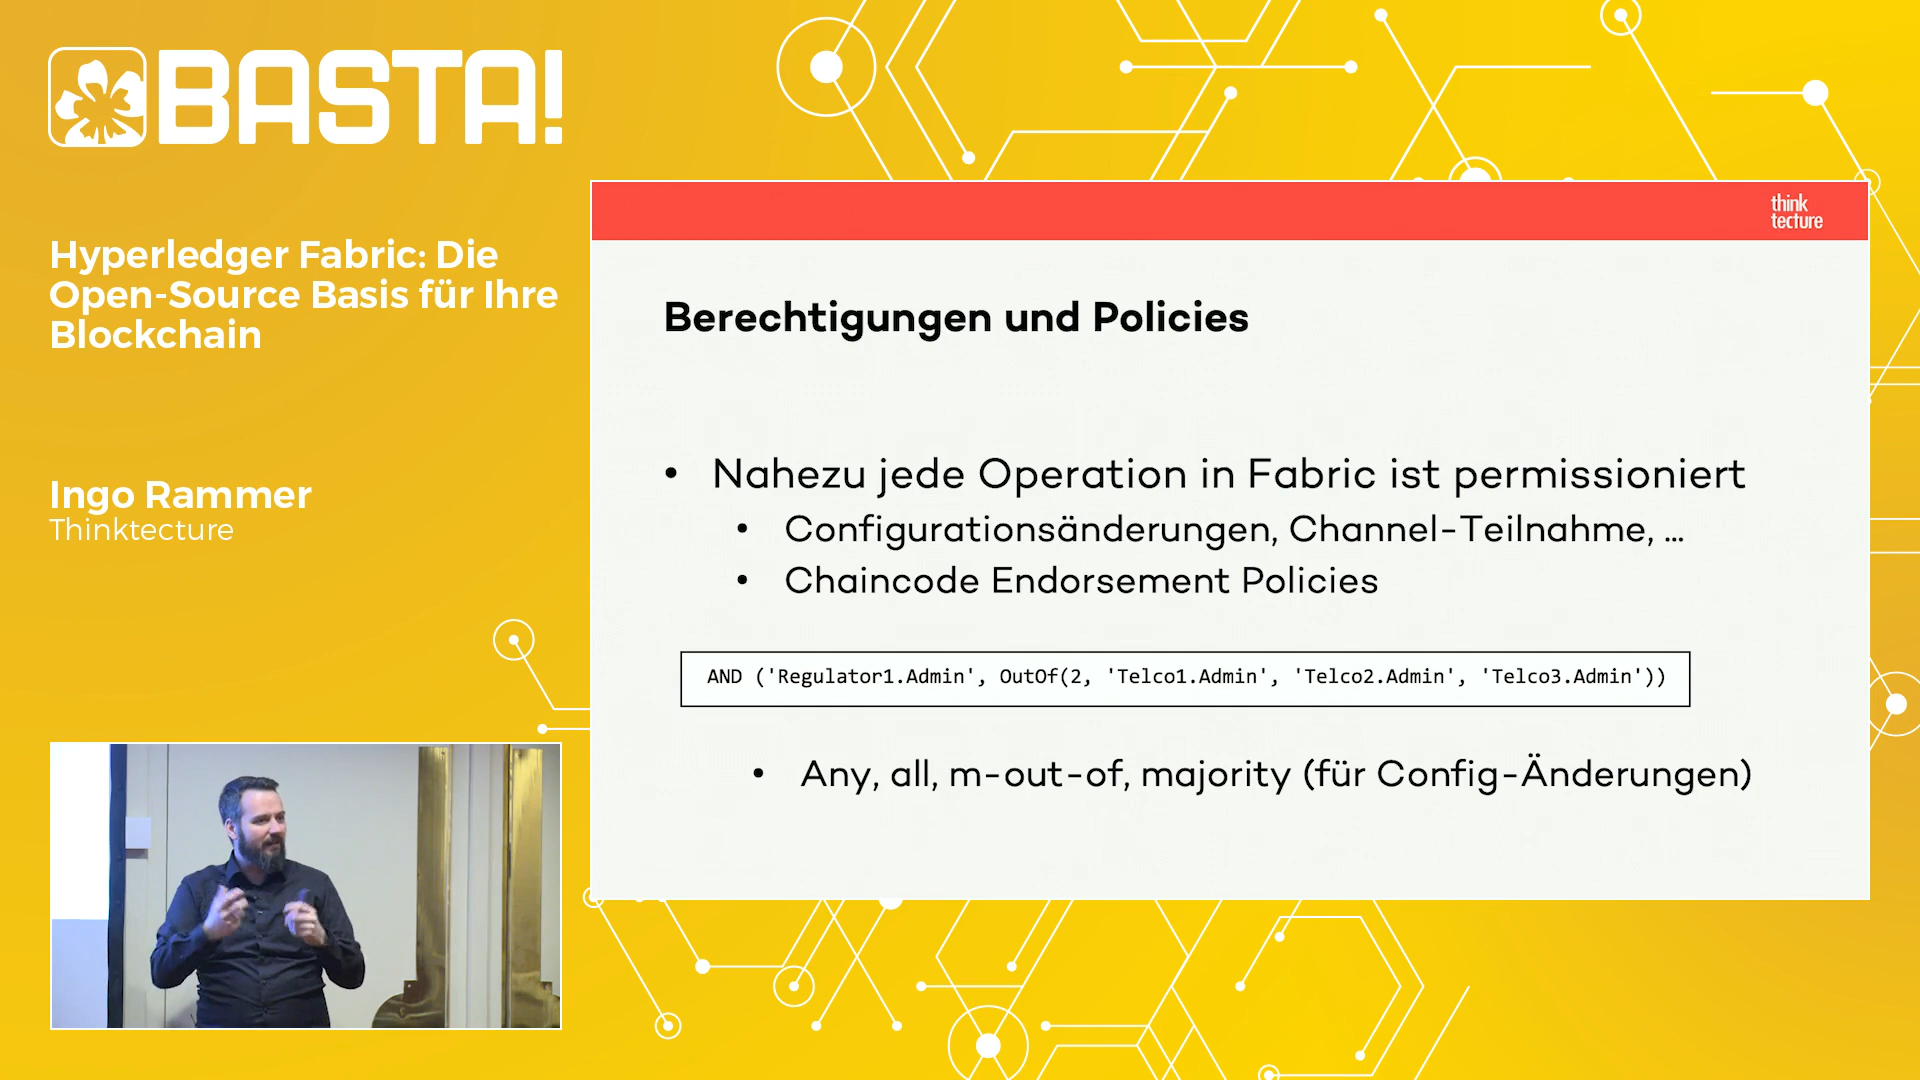 BASTA!
Hyperledger Fabric: Die
Open-Source Basis für Ihre
Blockchain
Ingo Rammer
Thinktecture
think
tecture
Berechtigungen und Policies
• Nahezu jede Operation in Fabric ist permissioniert
• Configurationsänderungen, Channel-Teilnahme, ...
• Chaincode Endorsement Policies
AND ('Regulator1.Admin', OutOf(2, 'Telco1.Admin', 'Telco2.Admin', 'Telco3.Admin'))
• Any, all, m-out-of, majority (für Config-Änderungen)